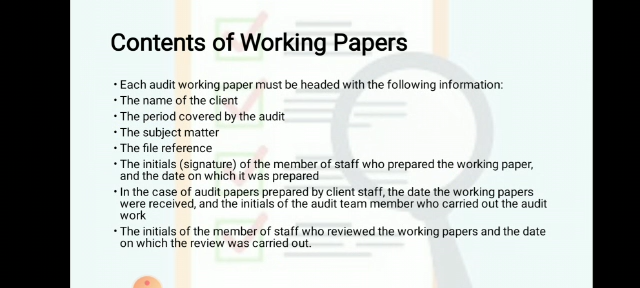 Contents of Working Papers
• Each audit working paper must be headed with the following information:
• The name of the client
• The period covered by the audit
• The subject matter
• The file reference
• The initials (signature) of the member of staff who prepared the working paper,
and the date on which it was prepared
• In the case of audit papers prepared by client staff, the date the working papers
were received, and the initials of the audit team member who carried out the audit
work
• The initials of the member of staff who reviewed the working papers and the date
on which the review was carried out.